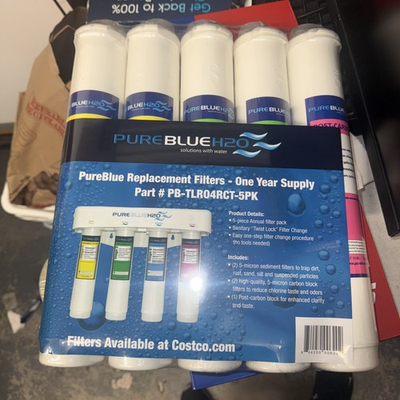 Get Back to 100%
PUREBLUEH2O
PUREBLUEH2O
PUREBLUEH2O
PUREBLUEH2O
PUREBLUEH2O
PUREBLUEH2O
solutions with water
PureBlue Replacement Filters - One Year Supply
Part # PB-TLRO4RCT-5PK
PUREBLUEH2O
Product Details:
• 5-piece Annual filter pack
• Sanitary "Twist Lock" Filter Change
• Easy one-step filter change procedure
(no tools needed)
Includes:
• (2) 5-micron sediment filters to trap dirt,
rust, sand, silt and suspended particles
• (2) high-quality, 5-micron carbon block
filters to reduce chlorine taste and odors
• (1) Post-carbon block for enhanced clarity
and taste.
Filters Available at Costco.com